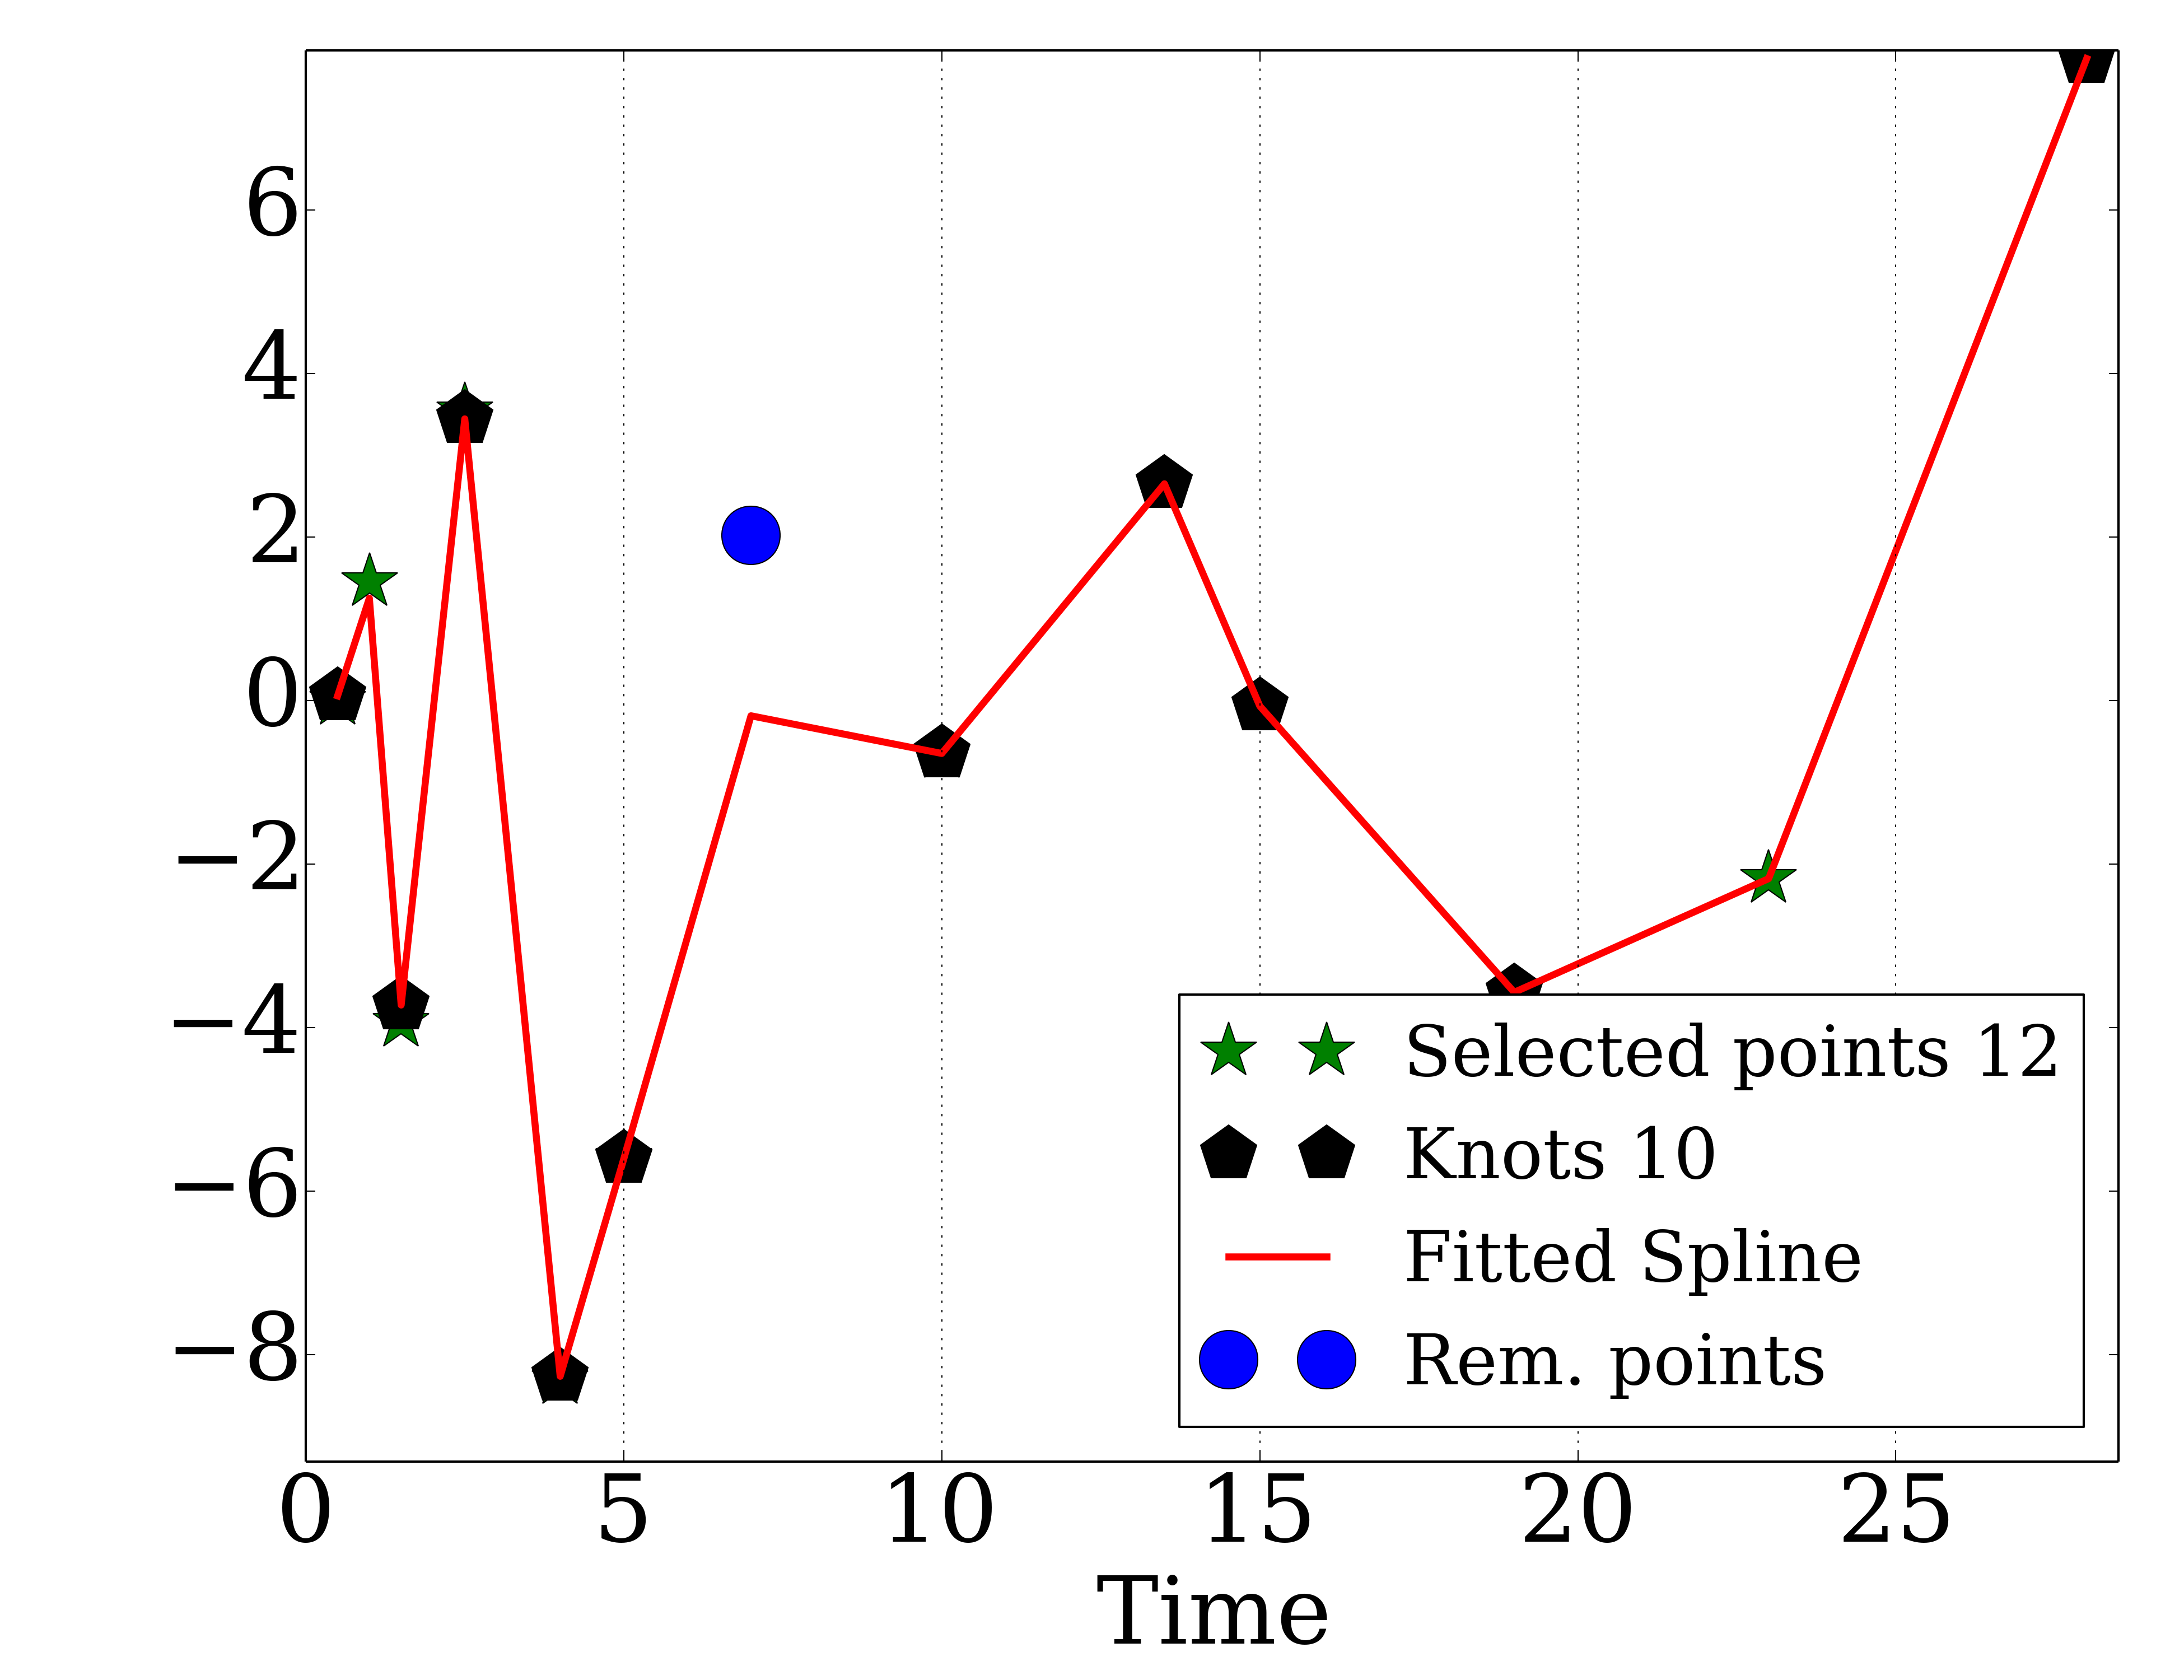 6
4
2
0
−2
−4
−6
−8
Selected points 12
Knots 10
Fitted Spline
Rem. points
0 5 10 15 20 25
Time